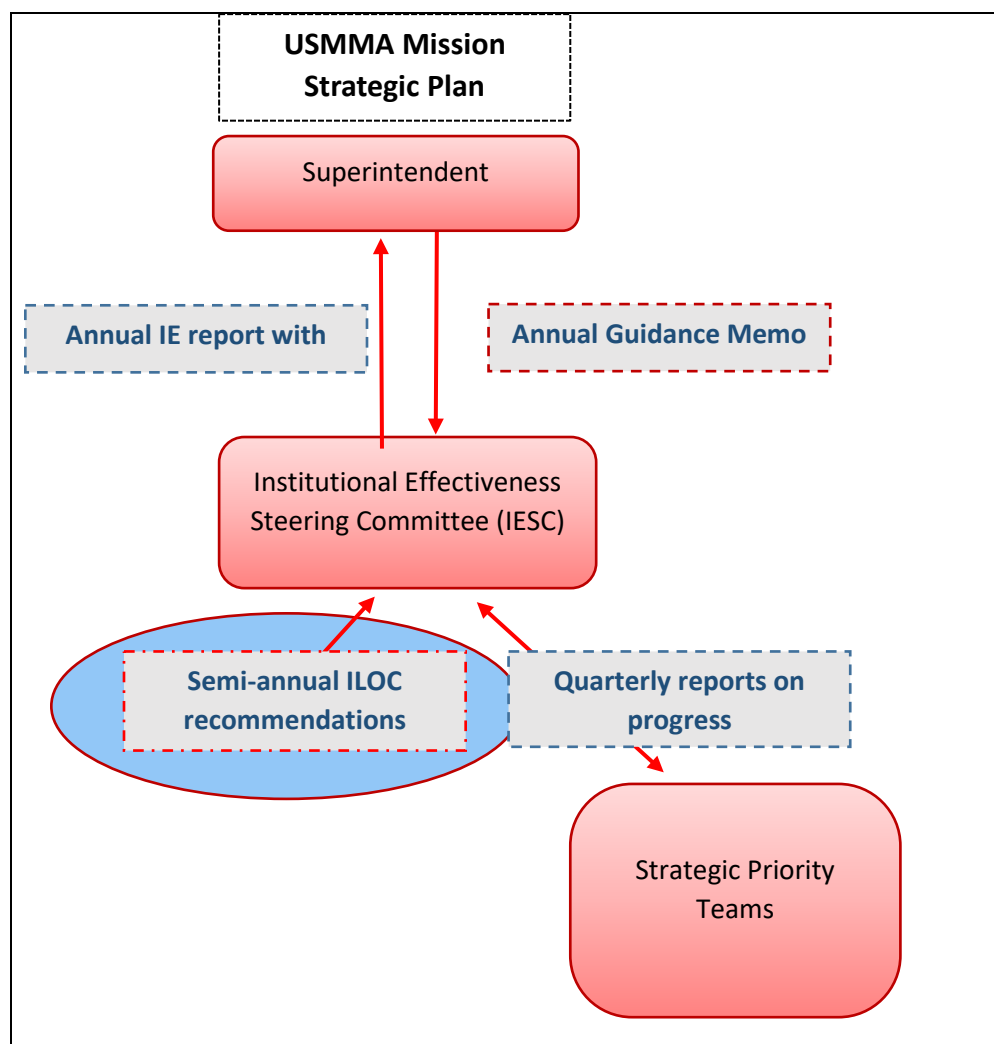 USMMA Mission
Strategic Plan
Superintendent
Annual IE report with
Annual Guidance Memo
Institutional Effectiveness
Steering Committee (IESC)
Semi-annual ILOC
recommendations
Quarterly reports on
progress
Strategic Priority
Teams